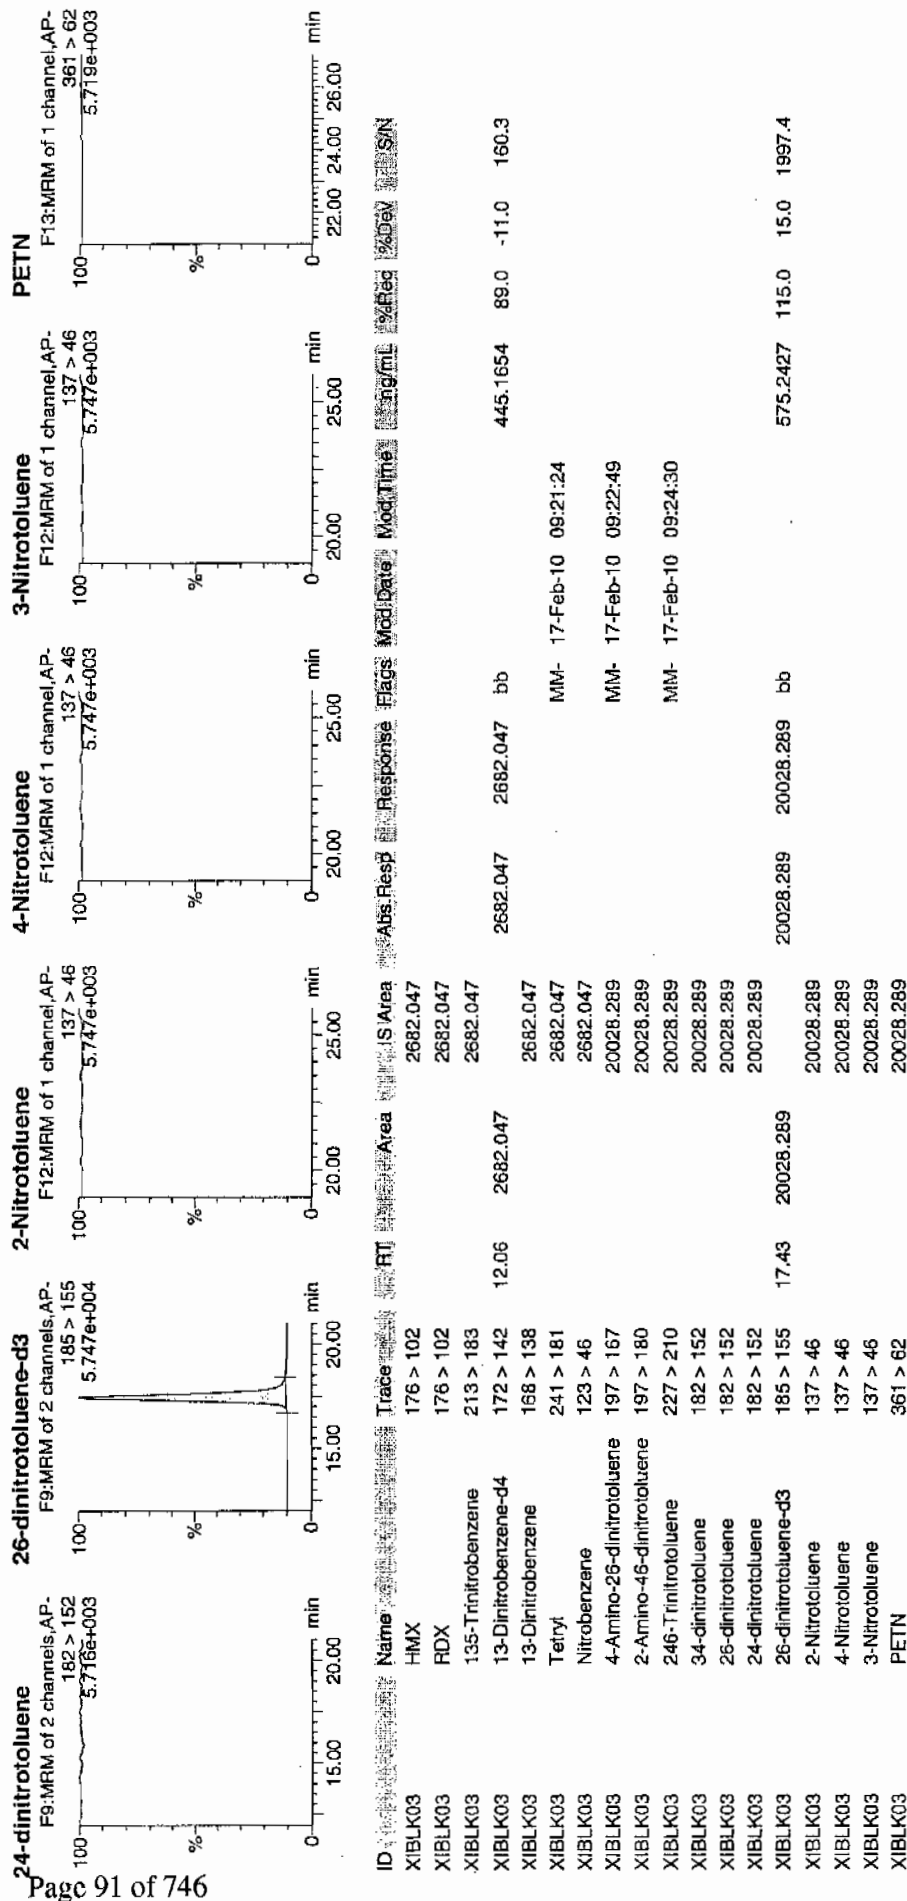 24-dinitrotoluene
F9:MRM of 2 channels,AP-
182 > 152
5.716e+003
100
%
0
15.00 20.00 min
26-dinitrotoluene-d3
F9:MRM of 2 channels,AP-
185 > 155
5.747e+004
100
%
0
15.00 20.00 min
2-Nitrotoluene
F12:MRM of 1 channel,AP-
137 > 46
5.747e+003
100
%
0
20.00 25.00 min
4-Nitrotoluene
F12:MRM of 1 channel,AP-
137 > 46
5.747e+003
100
%
0
20.00 25.00 min
3-Nitrotoluene
F12:MRM of 1 channel,AP-
137 > 46
5.747e+003
100
%
0
20.00 25.00 min
PETN
F13:MRM of 1 channel,AP-
361 > 62
5.719e+003
100
%
0
22.00 24.00 26.00 min
ID Name Trace RT Area IS Area Abs.Resp Response Flags Mod.Date Mod.Time ng/mL %Rec %Dev S/N
XIBLK03 HMX 176 > 102 2682.047
XIBLK03 RDX 176 > 102 2682.047
XIBLK03 135-Trinitrobenzene 213 > 183 2682.047
XIBLK03 13-Dinitrobenzene-d4 172 > 142 12.06 2682.047 2682.047 2682.047 bb 445.1654 89.0 -11.0 160.3
XIBLK03 13-Dinitrobenzene 168 > 138 2682.047
XIBLK03 Tetryl 241 > 181 2682.047 MM- 17-Feb-10 09:21:24
XIBLK03 Nitrobenzene 123 > 46 2682.047
XIBLK03 4-Amino-26-dinitrotoluene 197 > 167 20028.289 MM- 17-Feb-10 09:22:49
XIBLK03 2-Amino-46-dinitrotoluene 197 > 180 20028.289
XIBLK03 246-Trinitrotoluene 227 > 210 20028.289 MM- 17-Feb-10 09:24:30
XIBLK03 34-dinitrotoluene 182 > 152 20028.289
XIBLK03 26-dinitrotoluene 182 > 152 20028.289
XIBLK03 24-dinitrotoluene 182 > 152 20028.289
XIBLK03 26-dinitrotoluene-d3 185 > 155 17.43 20028.289 20028.289 20028.289 bb 575.2427 115.0 15.0 1997.4
XIBLK03 2-Nitrotoluene 137 > 46 20028.289
XIBLK03 4-Nitrotoluene 137 > 46 20028.289
XIBLK03 3-Nitrotoluene 137 > 46 20028.289
XIBLK03 PETN 361 > 62 20028.289
Page 91 of 746